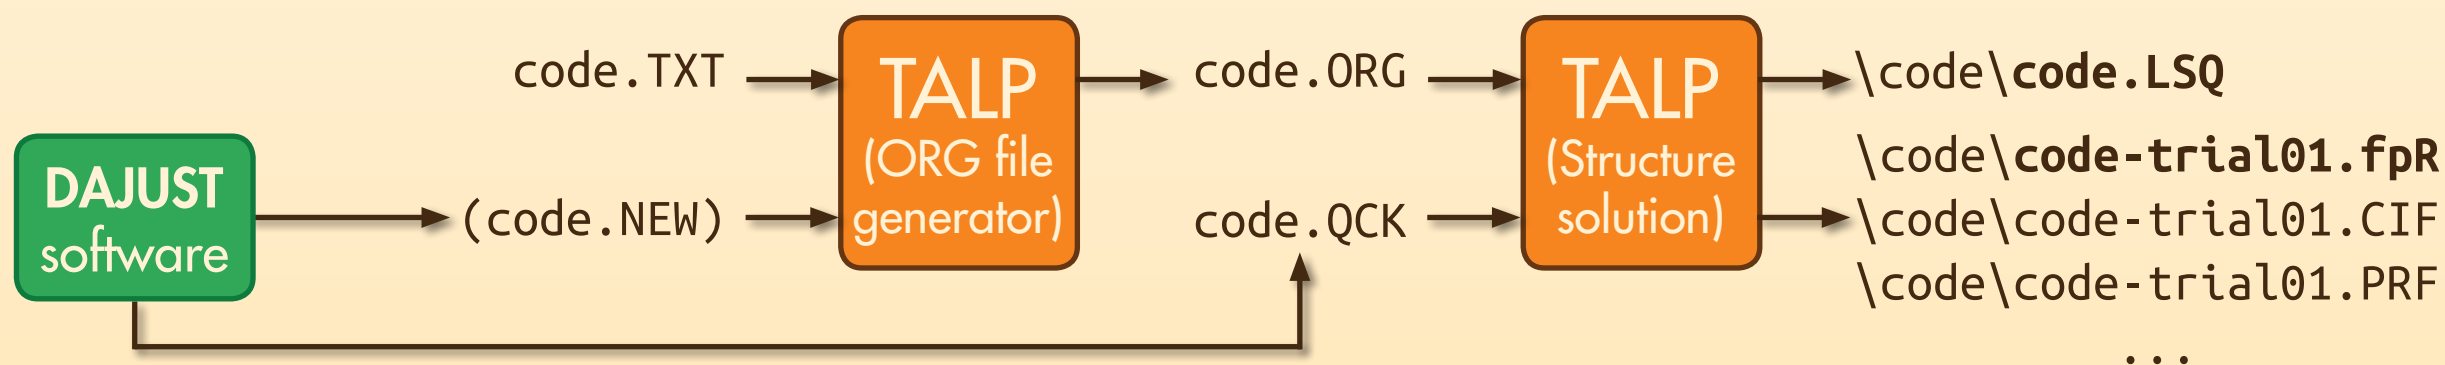 code.TXT
TALP
(ORG file
generator)
code.ORG
TALP
(Structure
solution)
\code\code.LSQ
DAJUST
software
(code.NEW)
code.QCK
\code\code-trial01.fpR
\code\code-trial01.CIF
\code\code-trial01.PRF
...